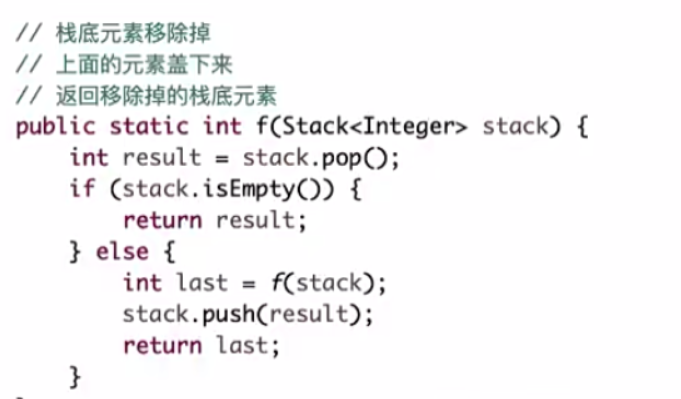 // 栈底元素移除掉
// 上面的元素盖下来
// 返回移除掉的栈底元素
public static int f(Stack<Integer> stack) {
    int result = stack.pop();
    if (stack.isEmpty()) {
        return result;
    } else {
        int last = f(stack);
        stack.push(result);
        return last;
    }